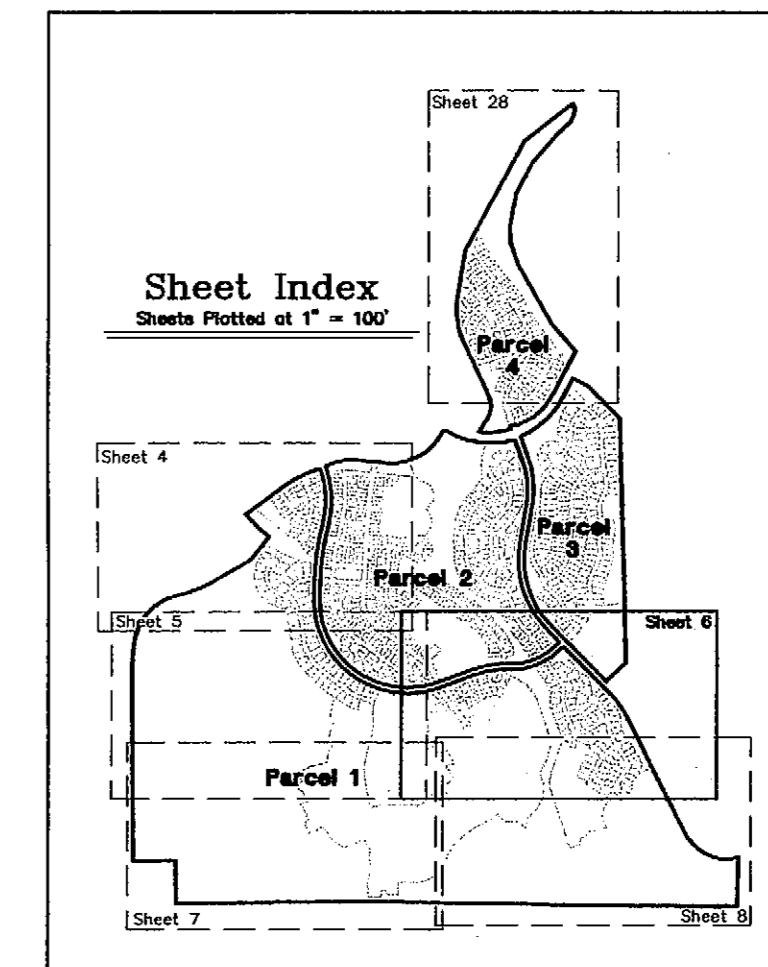 Sheet 28
Sheet Index
Sheets Plotted at 1" = 100'
Parcel
4
Sheet 4
Parcel
3
Parcel 2
Sheet 5
Sheet 6
Parcel 1
Sheet 7
Sheet 8